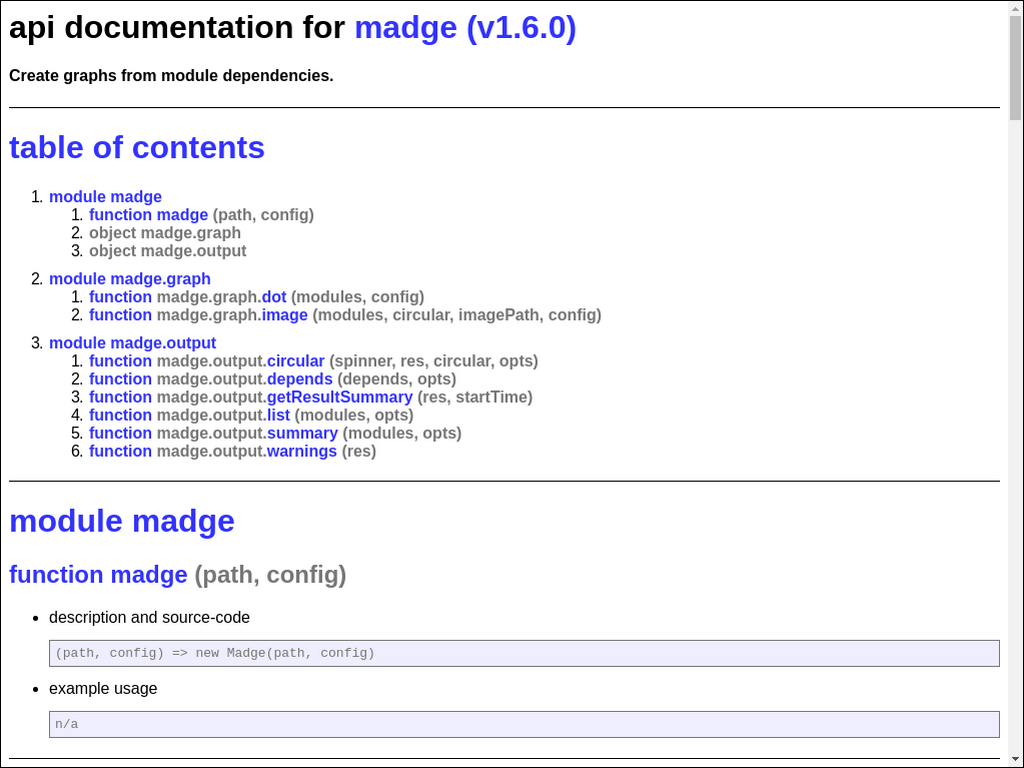 api documentation for madge (v1.6.0)
Create graphs from module dependencies.
table of contents
1. module madge
1. function madge (path, config)
2. object madge.graph
3. object madge.output
2. module madge.graph
1. function madge.graph.dot (modules, config)
2. function madge.graph.image (modules, circular, imagePath, config)
3. module madge.output
1. function madge.output.circular (spinner, res, circular, opts)
2. function madge.output.depends (depends, opts)
3. function madge.output.getResultSummary (res, startTime)
4. function madge.output.list (modules, opts)
5. function madge.output.summary (modules, opts)
6. function madge.output.warnings (res)
module madge
function madge (path, config)
• description and source-code
(path, config) => new Madge(path, config)
• example usage
n/a